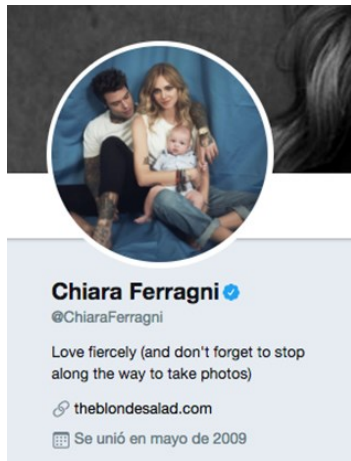 Chiara Ferragni
@ChiaraFerragni
Love fiercely (and don't forget to stop
along the way to take photos)
theblondesalad.com
Se unió en mayo de 2009